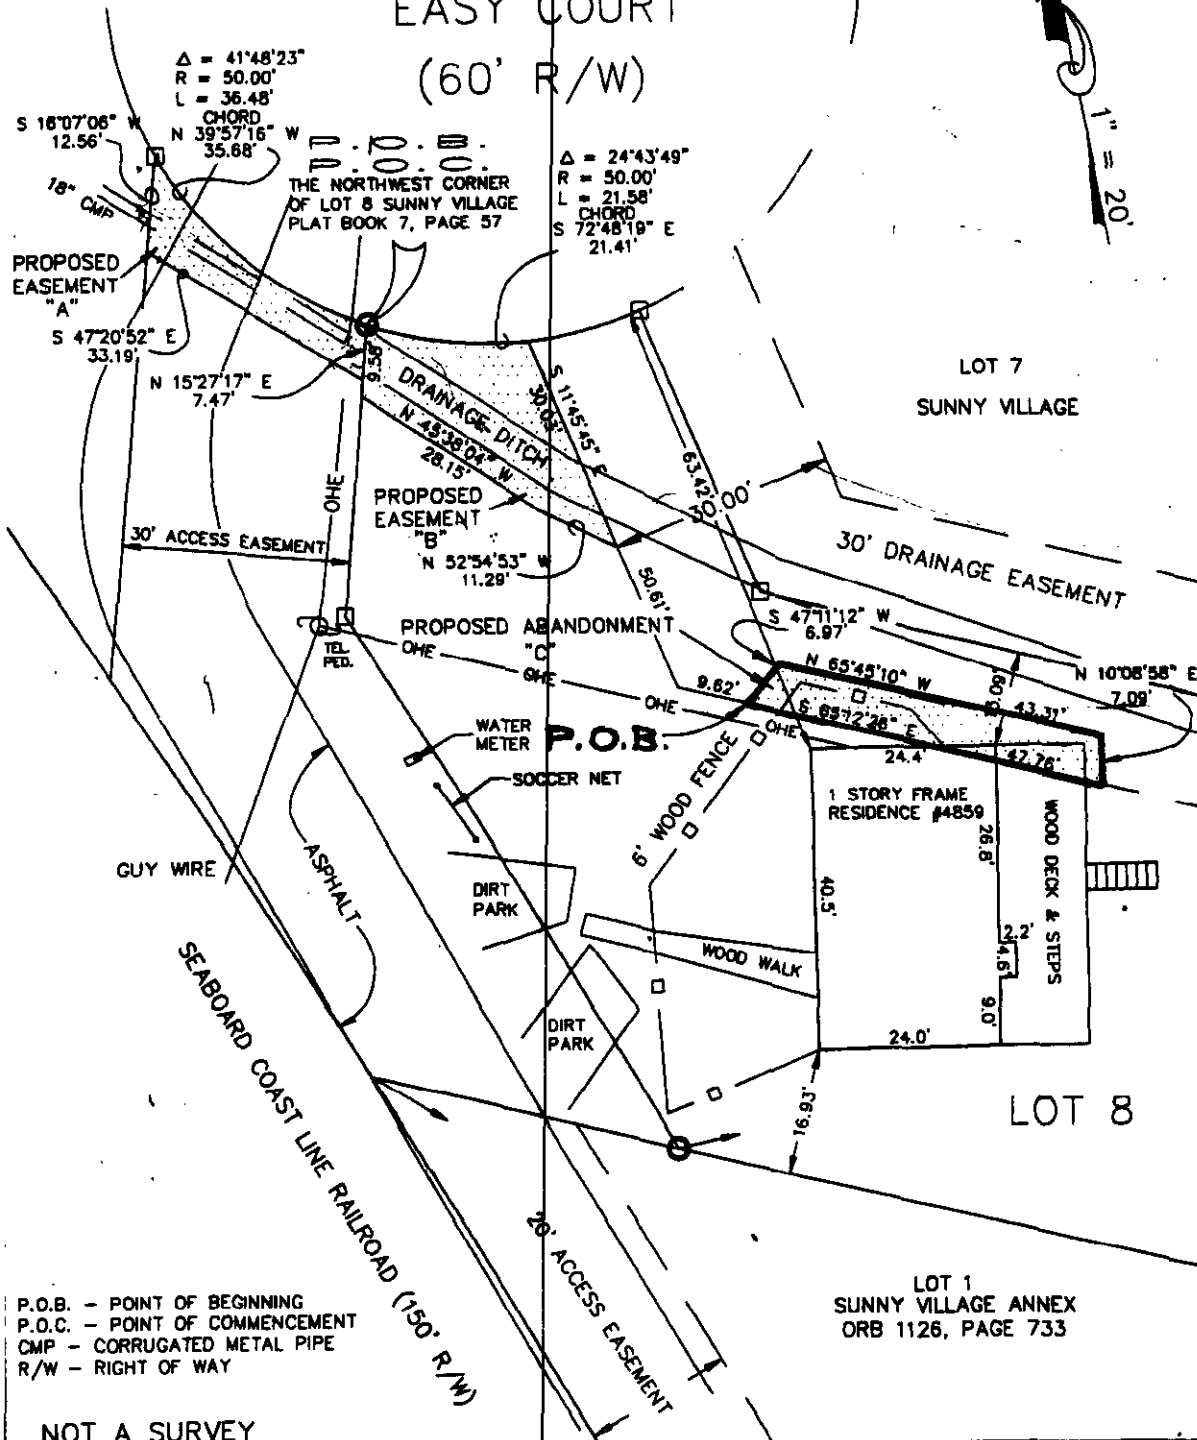 EASY COURT
(60' R/W)
Δ = 41°48'23"
R = 50.00'
L = 36.48'
CHORD
N 39°57'16" W
35.68'
S 16°07'06" W
12.56'
18" CMP
P.O.B.
P.O.C.
THE NORTHWEST CORNER
OF LOT 8 SUNNY VILLAGE
PLAT BOOK 7, PAGE 57
Δ = 24°43'49"
R = 50.00'
L = 21.58'
CHORD
S 72°48'19" E
21.41'
1" = 20'
PROPOSED
EASEMENT
"A"
S 47°20'52" E
33.19'
N 15°27'17" E
7.47'
9.58'
DRAINAGE DITCH
S 11°45'45" E
30.03'
N 45°38'04" W
28.15'
63.42'
30.00'
LOT 7
SUNNY VILLAGE
OHE
PROPOSED
EASEMENT
"B"
N 52°54'53" W
11.29'
30' ACCESS EASEMENT
30' DRAINAGE EASEMENT
50.61'
S 47°11'12" W
6.97'
TEL
PED.
PROPOSED ABANDONMENT
"C"
OHE
OHE
OHE
OHE
9.62'
N 65°45'10" W
43.31'
N 10°08'58" E
7.09'
S 65°12'28" E
47.76'
WATER
METER
P.O.B.
SOCCER NET
6' WOOD FENCE
24.4'
1 STORY FRAME
RESIDENCE #4859
26.8'
WOOD DECK & STEPS
GUY WIRE
ASPHALT
DIRT
PARK
40.5'
2.2'
4.6'
9.0'
WOOD WALK
DIRT
PARK
24.0'
16.93'
LOT 8
SEABOARD COAST LINE RAILROAD (150' R/W)
20' ACCESS EASEMENT
LOT 1
SUNNY VILLAGE ANNEX
ORB 1126, PAGE 733
P.O.B. – POINT OF BEGINNING
P.O.C. – POINT OF COMMENCEMENT
CMP – CORRUGATED METAL PIPE
R/W – RIGHT OF WAY
NOT A SURVEY